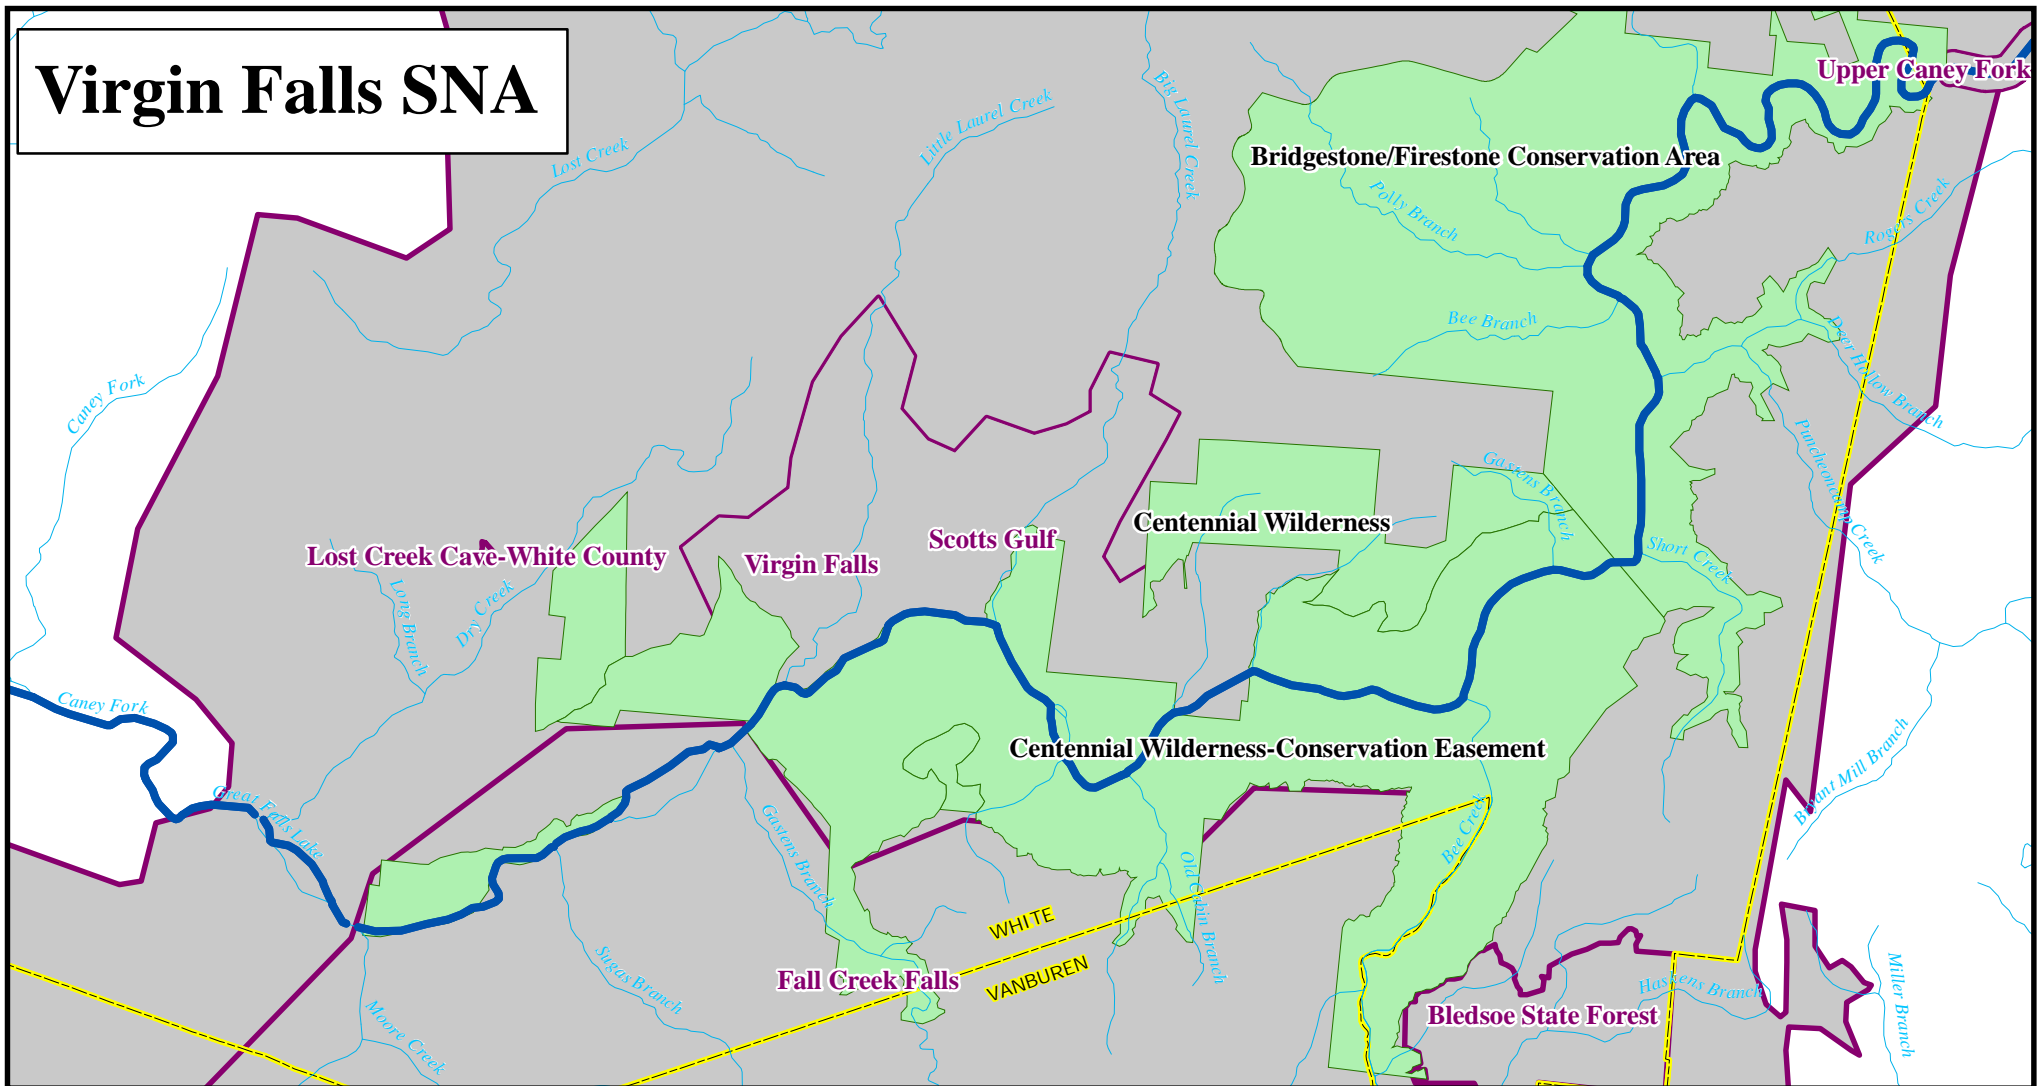 Virgin Falls SNA
Upper Caney Fork
Big Laurel Creek
Little Laurel Creek
Lost Creek
Bridgestone/Firestone Conservation Area
Polly Branch
Rogers Creek
Bee Branch
Deer Hollow Branch
Caney Fork
Puncheoncamp Creek
Gastens Branch
Centennial Wilderness
Scotts Gulf
Lost Creek Cave-White County
Virgin Falls
Short Creek
Long Branch
Dry Creek
Caney Fork
Centennial Wilderness-Conservation Easement
Bryant Mill Branch
Great Falls Lake
Gastens Branch
Bee Creek
Old Cabin Branch
WHITE
VANBUREN
Fall Creek Falls
Sugas Branch
Haskens Branch
Miller Branch
Bledsoe State Forest
Moore Creek